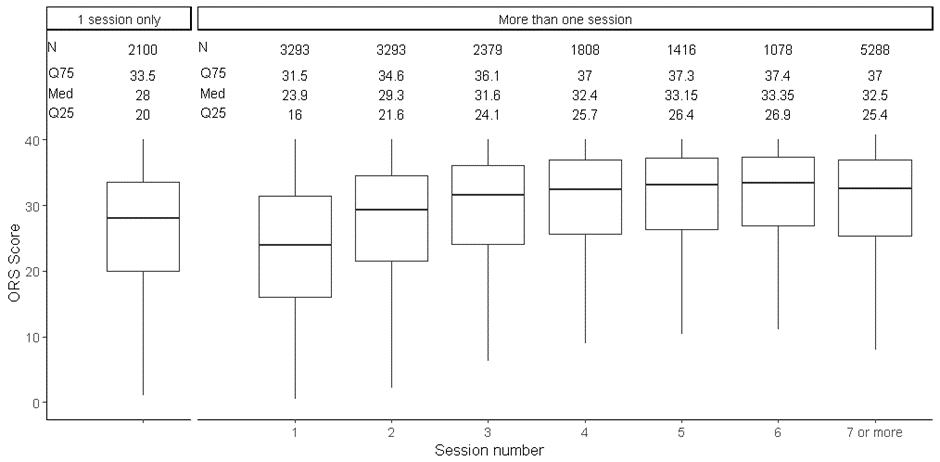 1 session only More than one session
N 2100 N 3293 3293 2379 1808 1416 1078 5288
Q75 33.5 Q75 31.5 34.6 36.1 37 37.3 37.4 37
Med 28 Med 23.9 29.3 31.6 32.4 33.15 33.35 32.5
Q25 20 Q25 16 21.6 24.1 25.7 26.4 26.9 25.4
40
30
20
10
0
ORS Score
1 2 3 4 5 6 7 or more
Session number